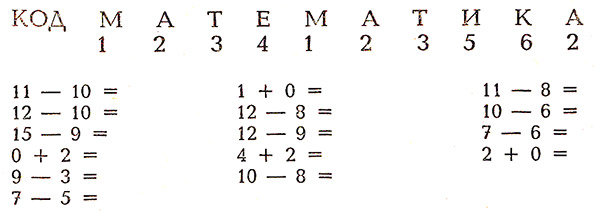 КОД М А Т Е М А Т И К А
1 2 3 4 1 2 3 5 6 2
11 — 10 =
12 — 10 =
15 — 9 =
0 + 2 =
9 — 3 =
7 — 5 =
1 + 0 =
12 — 8 =
12 — 9 =
4 + 2 =
10 — 8 =
11 — 8 =
10 — 6 =
7 — 6 =
2 + 0 =